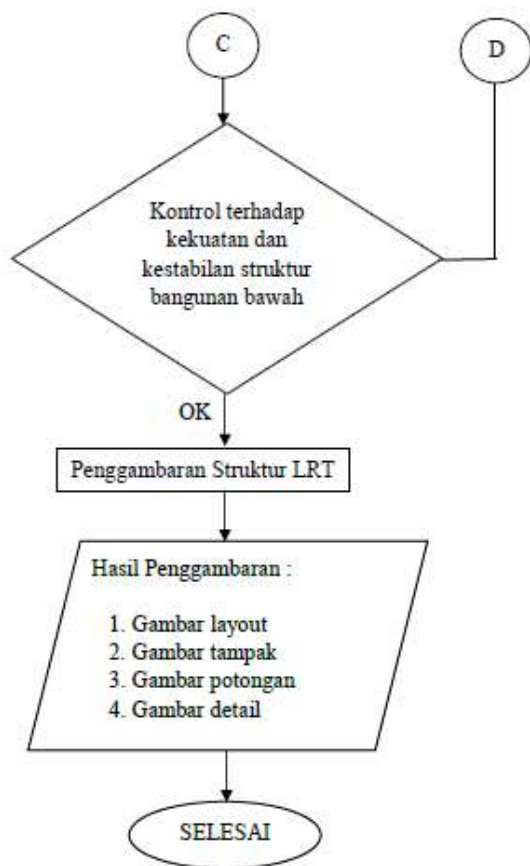 C
D
Kontrol terhadap
kekuatan dan
kestabilan struktur
bangunan bawah
OK
Penggambaran Struktur LRT
Hasil Penggambaran :
1. Gambar layout
2. Gambar tampak
3. Gambar potongan
4. Gambar detail
SELESAI